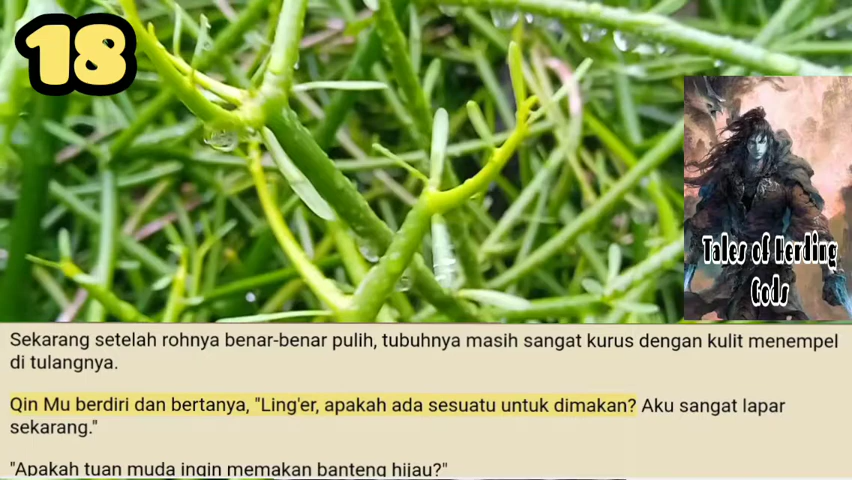 18
Tales of Herding
Gods
Sekarang setelah rohnya benar-benar pulih, tubuhnya masih sangat kurus dengan kulit menempel
di tulangnya.
Qin Mu berdiri dan bertanya, "Ling'er, apakah ada sesuatu untuk dimakan? Aku sangat lapar
sekarang."
"Apakah tuan muda ingin memakan banteng hijau?"